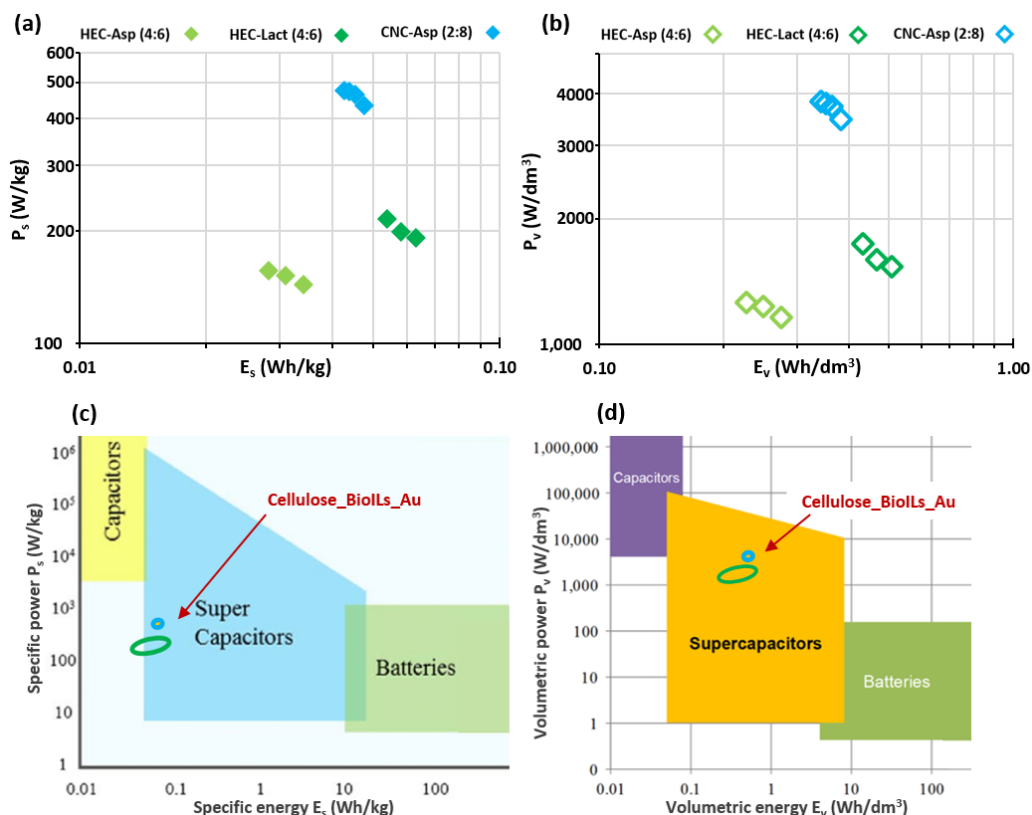 (a)
HEC-Asp (4:6) HEC-Lact (4:6) CNC-Asp (2:8)
600
500
400
300
200
100
Pₛ (W/kg)
0.01 Eₛ (Wh/kg) 0.10
(b)
HEC-Asp (4:6) HEC-Lact (4:6) CNC-Asp (2:8)
4000
3000
2000
1,000
Pᵥ (W/dm³)
0.10 Eᵥ (Wh/dm³) 1.00
(c)
Specific power Pₛ (W/kg)
10⁶
10⁵
10⁴
10³
100
10
1
Capacitors
Cellulose_BioILs_Au
Super
Capacitors
Batteries
0.01 0.1 1 10 100
Specific energy Eₛ (Wh/kg)
(d)
Volumetric power Pᵥ (W/dm³)
1,000,000
100,000
10,000
1,000
100
10
1
0
Capacitors
Cellulose_BioILs_Au
Supercapacitors
Batteries
0.01 0.1 1 10 100
Volumetric energy Eᵥ (Wh/dm³)